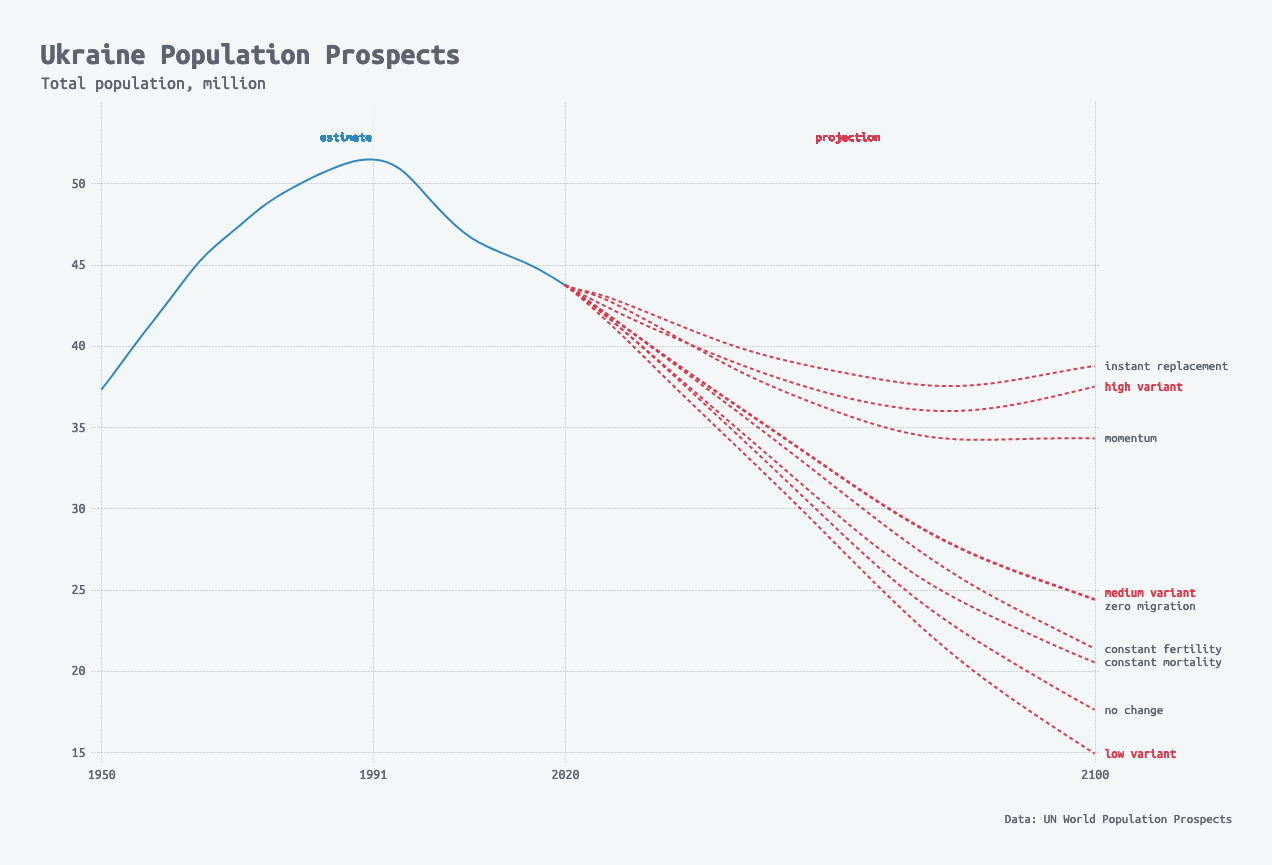 Ukraine Population Prospects
Total population, million
estimate
projection
50
45
40
35
30
25
20
15
instant replacement
high variant
momentum
medium variant
zero migration
constant fertility
constant mortality
no change
low variant
1950 1991 2020 2100
Data: UN World Population Prospects